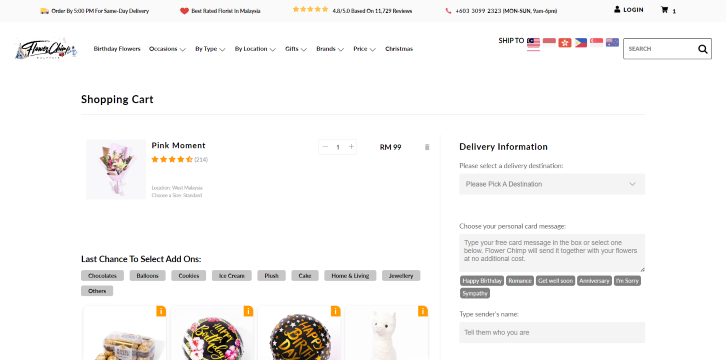 Order By 5:00 PM For Same-Day Delivery
Best Rated Florist In Malaysia
4.8/5.0 Based On 11,729 Reviews
+603 3099 2323 (MON-SUN, 9am-6pm)
LOGIN
1
Flower Chimp
Birthday Flowers
Occasions
By Type
By Location
Gifts
Brands
Price
Christmas
SHIP TO
SEARCH
Shopping Cart
Pink Moment
(214)
Location: West Malaysia
Choose a Size: Standard
− 1 +
RM 99
Delivery Information
Please select a delivery destination:
Please Pick A Destination
Choose your personal card message:
Type your free card message in the box or select one
below. Flower Chimp will send it together with your flowers
at no additional cost.
Happy Birthday Romance Get well soon Anniversary I'm Sorry
Sympathy
Type sender's name:
Tell them who you are
Last Chance To Select Add Ons:
Chocolates Balloons Cookies Ice Cream Plush Cake Home & Living Jewellery
Others
i
i
i
i
HAPPY
Birthday
HAPPY
BIRTHDAY